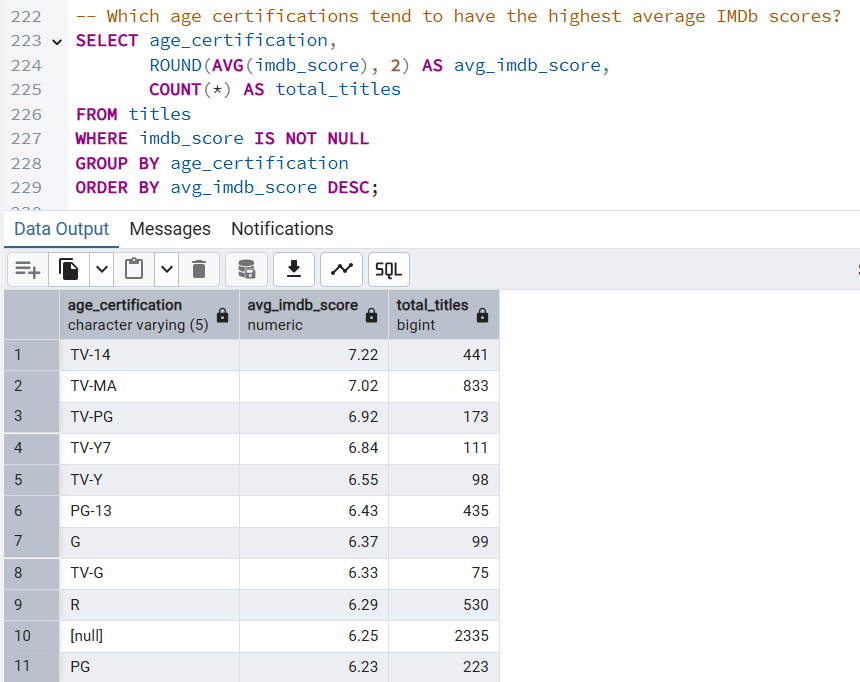 222 -- Which age certifications tend to have the highest average IMDb scores?
223 SELECT age_certification,
224 ROUND(AVG(imdb_score), 2) AS avg_imdb_score,
225 COUNT(*) AS total_titles
226 FROM titles
227 WHERE imdb_score IS NOT NULL
228 GROUP BY age_certification
229 ORDER BY avg_imdb_score DESC;
Data Output Messages Notifications
SQL
age_certification avg_imdb_score total_titles
character varying (5) numeric bigint
1 TV-14 7.22 441
2 TV-MA 7.02 833
3 TV-PG 6.92 173
4 TV-Y7 6.84 111
5 TV-Y 6.55 98
6 PG-13 6.43 435
7 G 6.37 99
8 TV-G 6.33 75
9 R 6.29 530
10 [null] 6.25 2335
11 PG 6.23 223